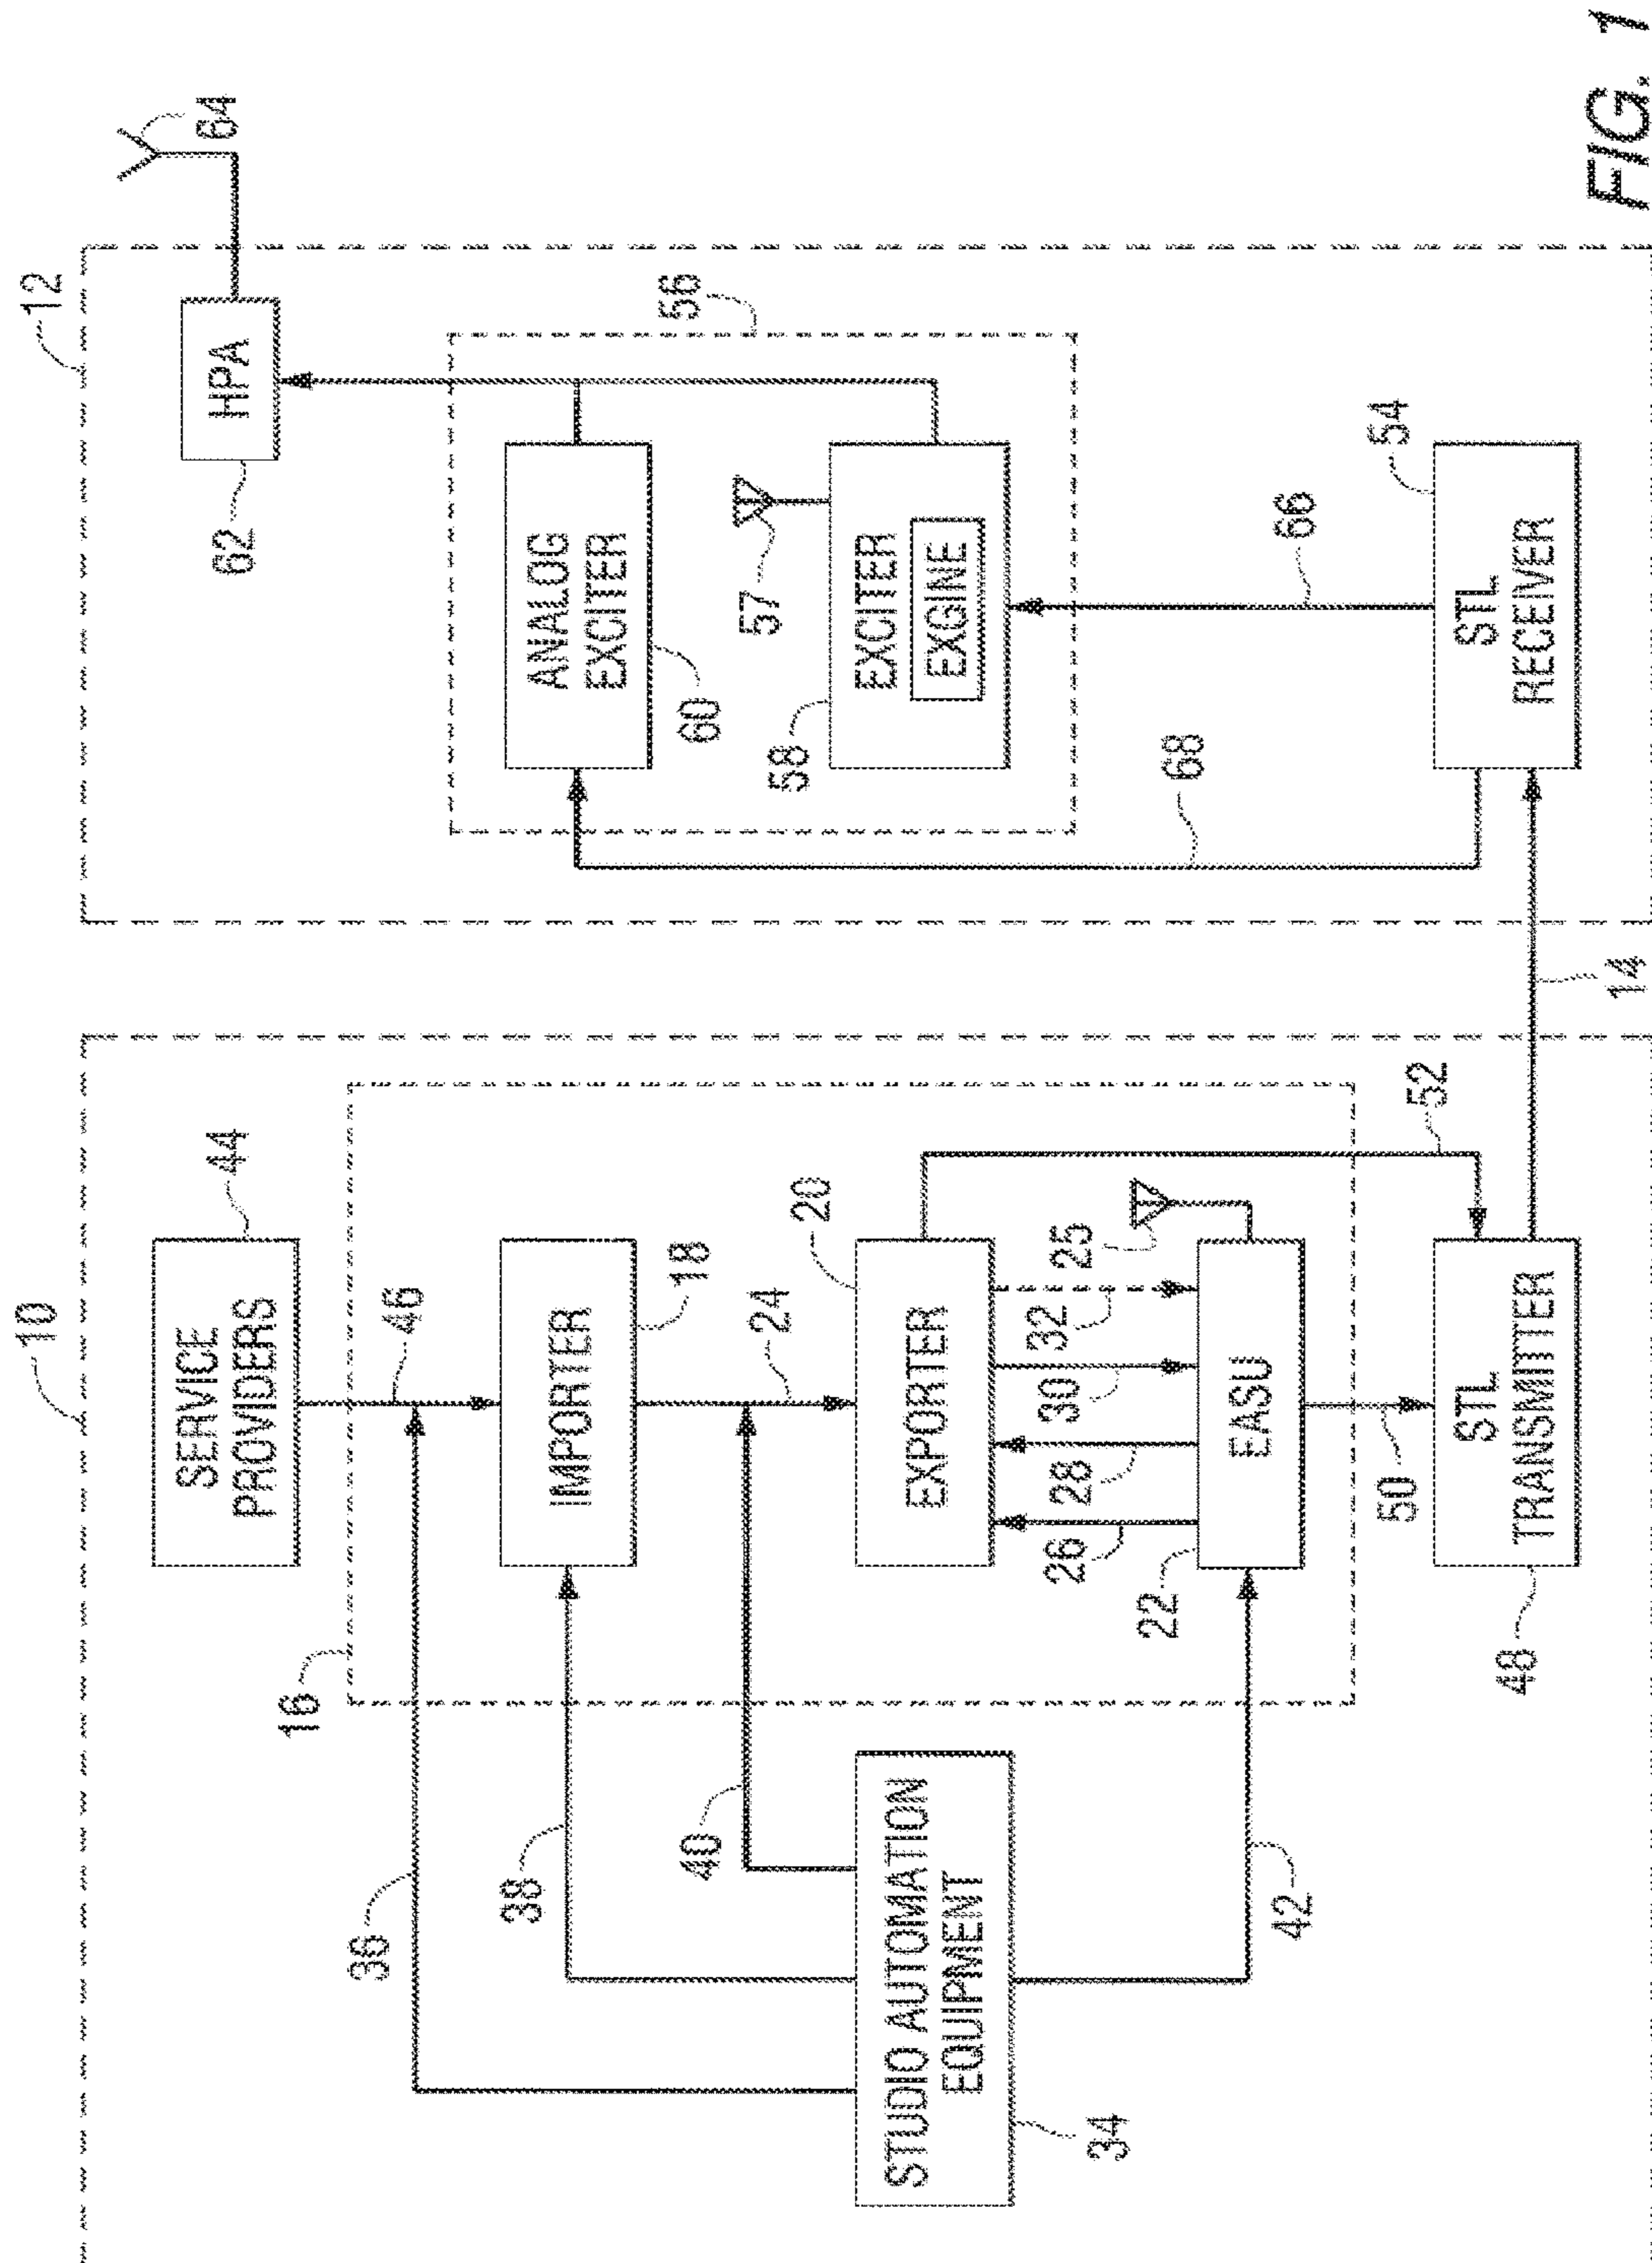 10
12
44
SERVICE
PROVIDERS
62
HPA
64
16
36
46
38
IMPORTER
18
ANALOG
EXCITER
60
56
40
24
57
34
STUDIO AUTOMATION
EQUIPMENT
EXPORTER
20
58
EXCITER
EXGINE
26
28
30
32
25
22
EASU
42
68
66
50
52
48
STL
TRANSMITTER
14
STL
RECEIVER
54
FIG. 1